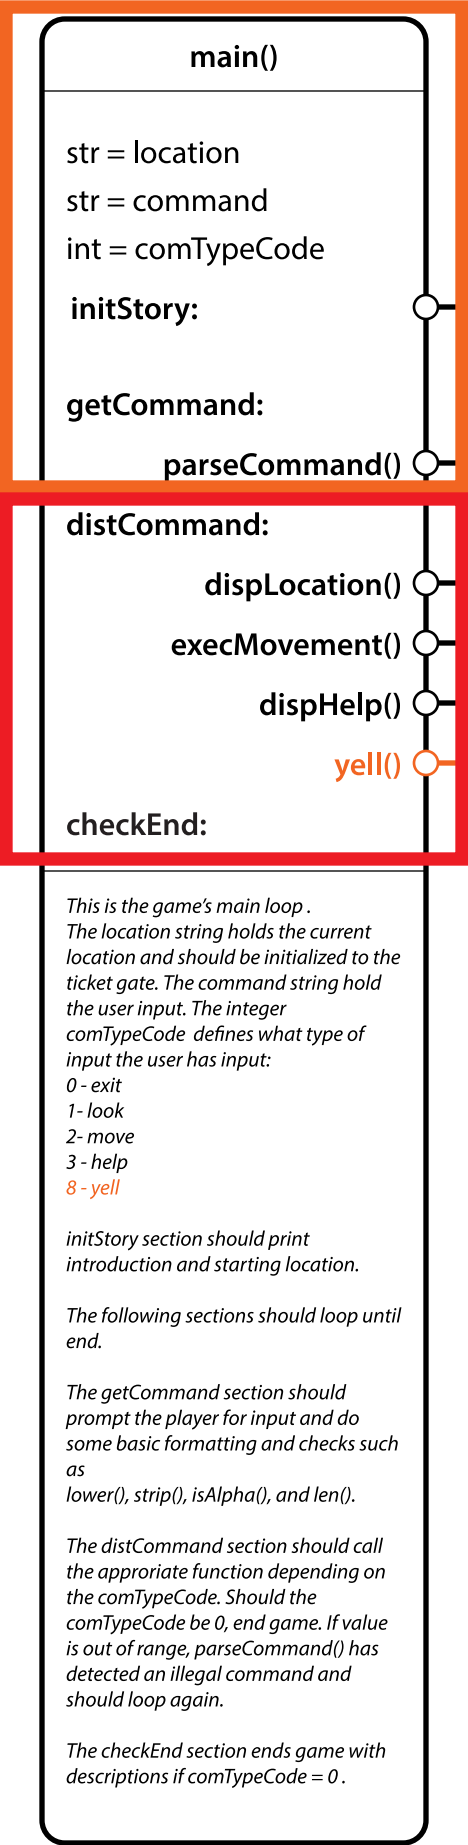 main()
str = location
str = command
int = comTypeCode
initStory:
getCommand:
parseCommand()
distCommand:
dispLocation()
execMovement()
dispHelp()
yell()
checkEnd:
This is the game’s main loop .
The location string holds the current
location and should be initialized to the
ticket gate. The command string hold
the user input. The integer
comTypeCode  defines what type of
input the user has input:
0 - exit
1- look
2- move
3 - help
8 - yell
initStory section should print
introduction and starting location.
The following sections should loop until
end.
The getCommand section should
prompt the player for input and do
some basic formatting and checks such
as
lower(), strip(), isAlpha(), and len().
The distCommand section should call
the approriate function depending on
the comTypeCode. Should the
comTypeCode be 0, end game. If value
is out of range, parseCommand() has
detected an illegal command and
should loop again.
The checkEnd section ends game with
descriptions if comTypeCode = 0 .